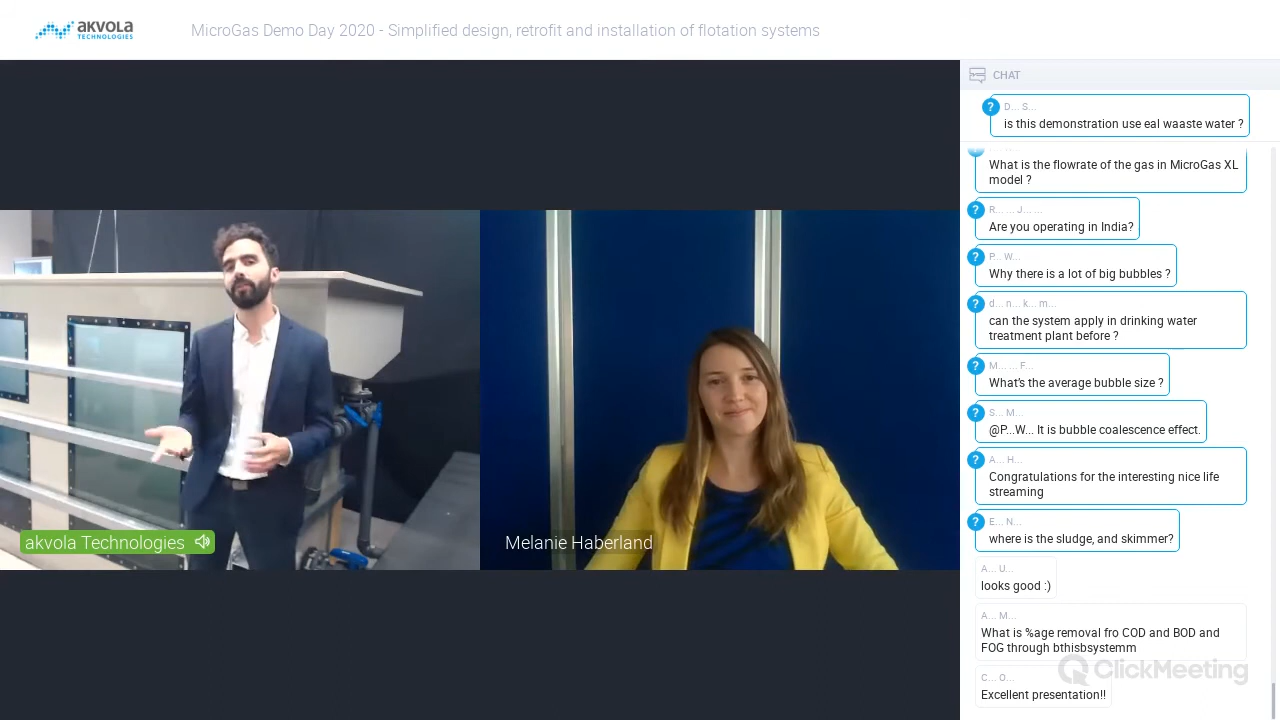 akvola
TECHNOLOGIES
MicroGas Demo Day 2020 - Simplified design, retrofit and installation of flotation systems
CHAT
? D... S...
is this demonstration use eal waaste water ?
What is the flowrate of the gas in MicroGas XL
model ?
? R... ... J... ...
Are you operating in India?
? P... W...
Why there is a lot of big bubbles ?
? d... n... k... m...
can the system apply in drinking water
treatment plant before ?
? M... ... F...
What's the average bubble size ?
? S... M...
@P...W... It is bubble coalescence effect.
? A... H...
Congratulations for the interesting nice life
streaming
? E... N...
where is the sludge, and skimmer?
A... U...
looks good :)
A... M...
What is %age removal fro COD and BOD and
FOG through bthisbsystemm
ClickMeeting
C... O...
Excellent presentation!!
akvola Technologies
Melanie Haberland